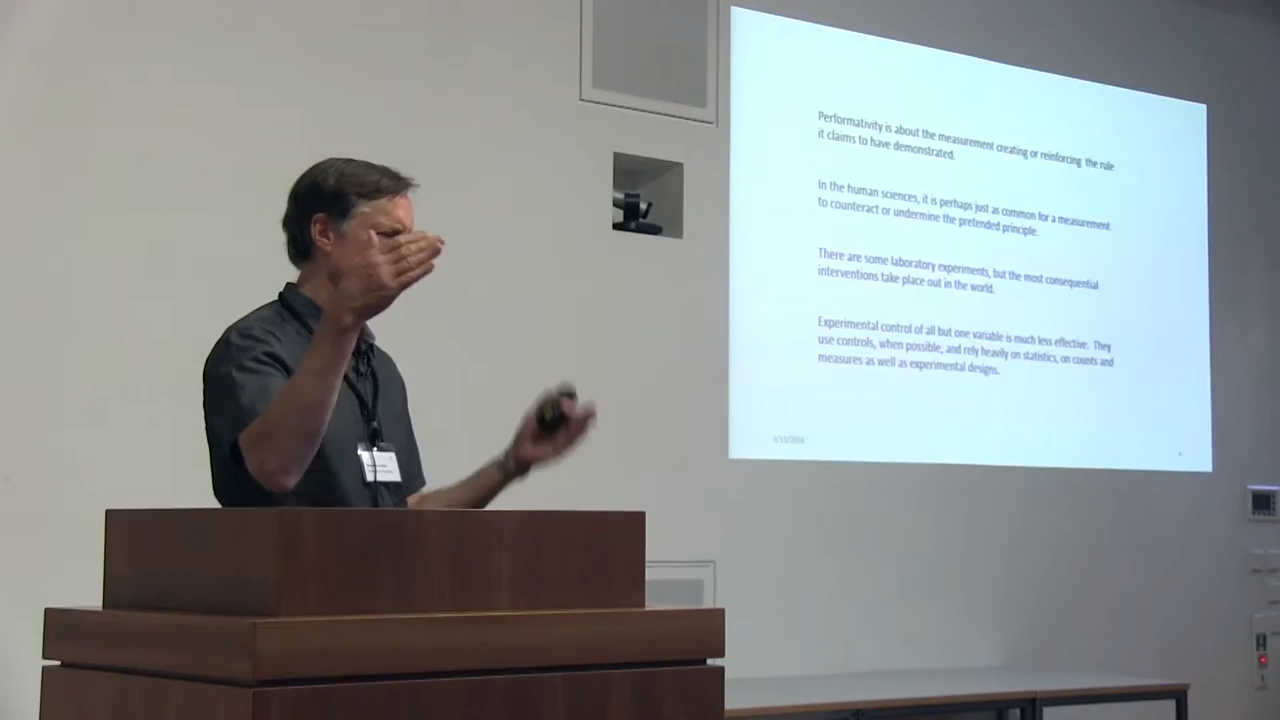 Performativity is about the measurement creating or reinforcing the rule
it claims to have demonstrated.
In the human sciences, it is perhaps just as common for a measurement
to counteract or undermine the pretended principle.
There are some laboratory experiments, but the most consequential
interventions take place out in the world.
Experimental control of all but one variable is much less effective. They
use controls, when possible, and rely heavily on statistics, on counts and
measures as well as experimental designs.